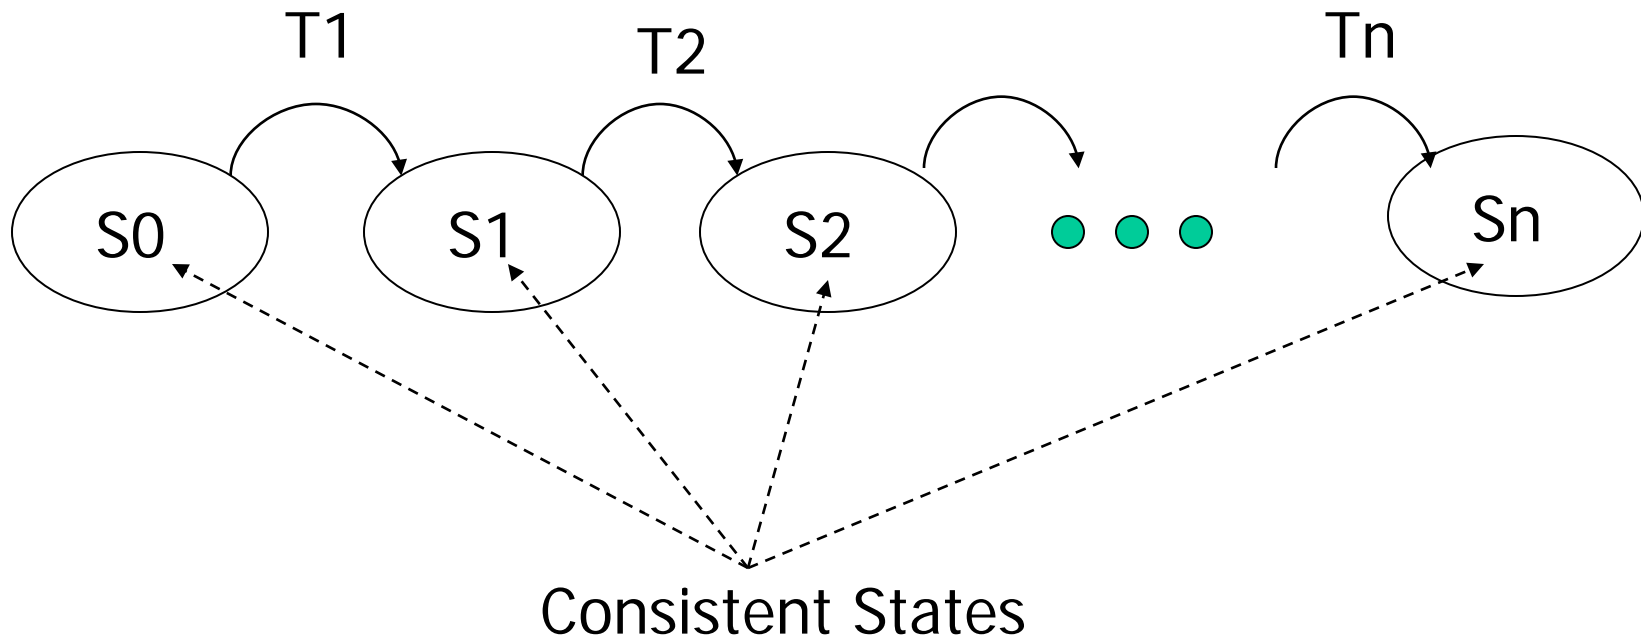 T1
T2
Tn
S0
S1
S2
Sn
Consistent States